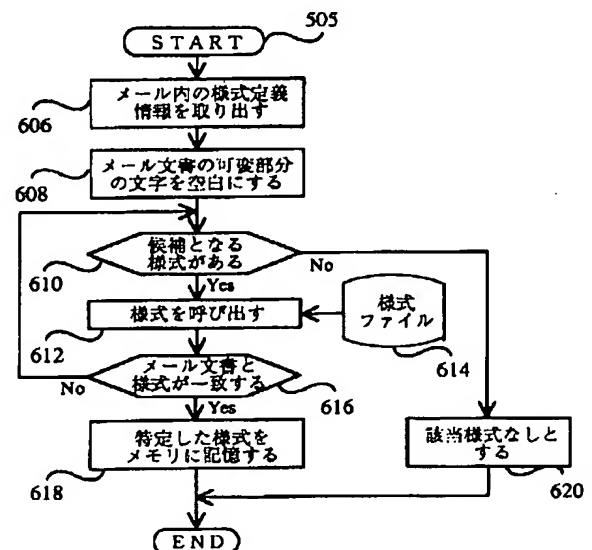 START
505
メール内の様式定義
情報を取り出す
606
メール文書の可変部分
の文字を空白にする
608
候補となる
様式がある
610
No
Yes
様式を呼び出す
612
様式
ファイル
614
メール文書と
様式が一致する
No
616
Yes
特定した様式を
メモリに記憶する
618
該当様式なしと
する
620
END